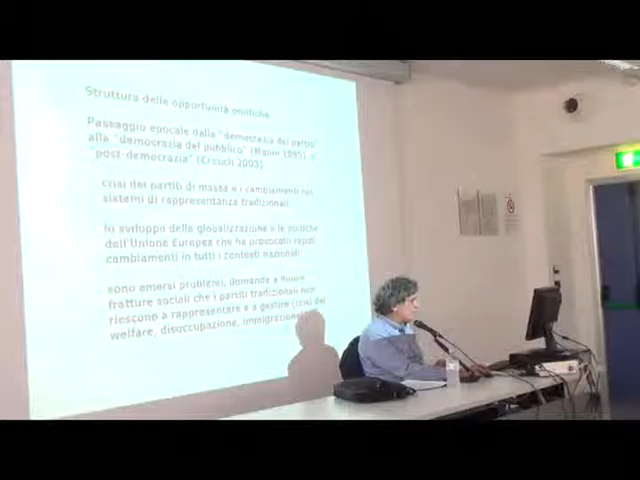 Struttura delle opportunità politiche
Passaggio epocale dalla "democrazia dei partiti"
alla "democrazia del pubblico" (Manin 1995) e
"post-democrazia" (Crouch 2003)
crisi dei partiti di massa e i cambiamenti nei
sistemi di rappresentanza tradizionali
lo sviluppo della globalizzazione e le politiche
dell'Unione Europea che ha provocato rapidi
cambiamenti in tutti i contesti nazionali
sono emersi problemi, domande e nuove
fratture sociali che i partiti tradizionali non
riescono a rappresentare e a gestire (crisi del
welfare, disoccupazione, immigrazione